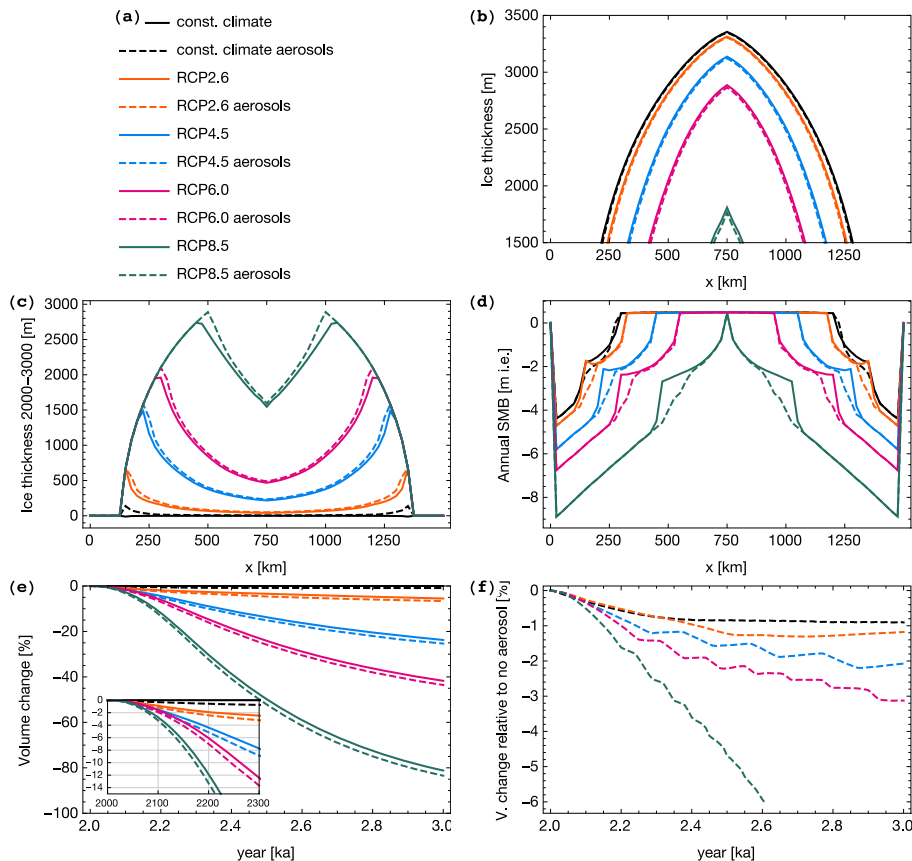 (a)
const. climate
const. climate aerosols
RCP2.6
RCP2.6 aerosols
RCP4.5
RCP4.5 aerosols
RCP6.0
RCP6.0 aerosols
RCP8.5
RCP8.5 aerosols
(b)
Ice thickness [m]
3500
3000
2500
2000
1500
0 250 500 750 1000 1250
x [km]
(c)
Ice thickness 2000–3000 [m]
3000
2500
2000
1500
1000
500
0
0 250 500 750 1000 1250
x [km]
(d)
Annual SMB [m i.e.]
0
−2
−4
−6
−8
0 250 500 750 1000 1250
x [km]
(e)
Volume change [%]
0
−20
−40
−60
−80
−100
0
−2
−4
−6
−8
−10
−12
−14
2000 2100 2200 2300
2.0 2.2 2.4 2.6 2.8 3.0
year [ka]
(f)
V. change relative to no aerosol [%]
0
−1
−2
−3
−4
−5
−6
2.0 2.2 2.4 2.6 2.8 3.0
year [ka]